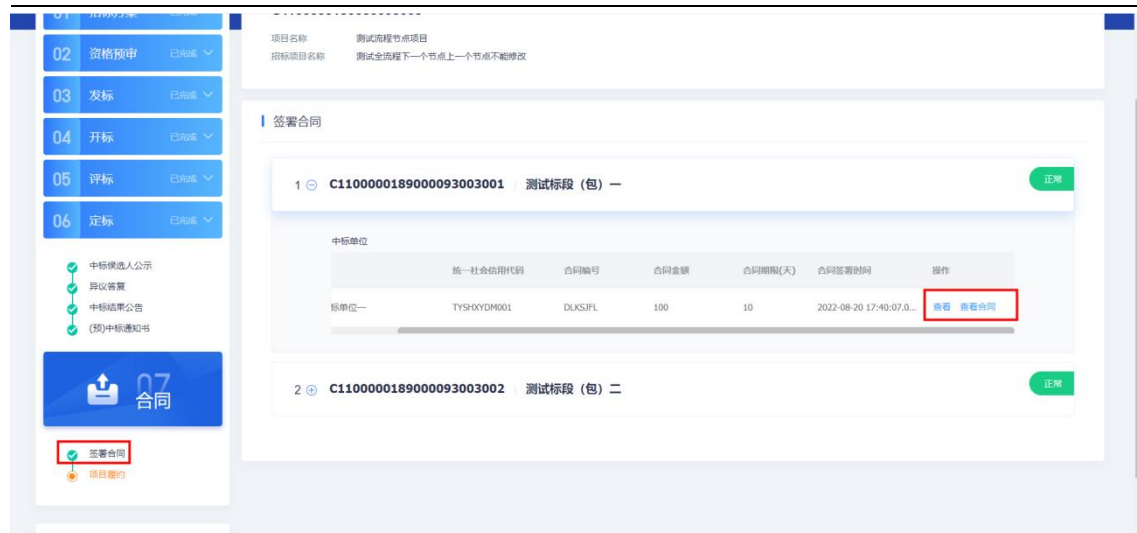 02 资格预审 已完成
03 发标 已完成
04 开标 已完成
05 评标 已完成
06 定标 已完成
中标候选人公示
异议答复
中标结果公告
(预)中标通知书
07
合同
签署合同
项目履约
项目名称 测试流程节点项目
招标项目名称 测试全流程下一个节点上一个节点不能修改
签署合同
1 C1100000189000093003001 测试标段（包）一 正常
中标单位
统一社会信用代码 合同编号 合同金额 合同期限(天) 合同签署时间 操作
标单位一 TYSHXYDM001 DLKSJFL 100 10 2022-08-20 17:40:07.0... 查看 查看合同
2 C1100000189000093003002 测试标段（包）二 正常